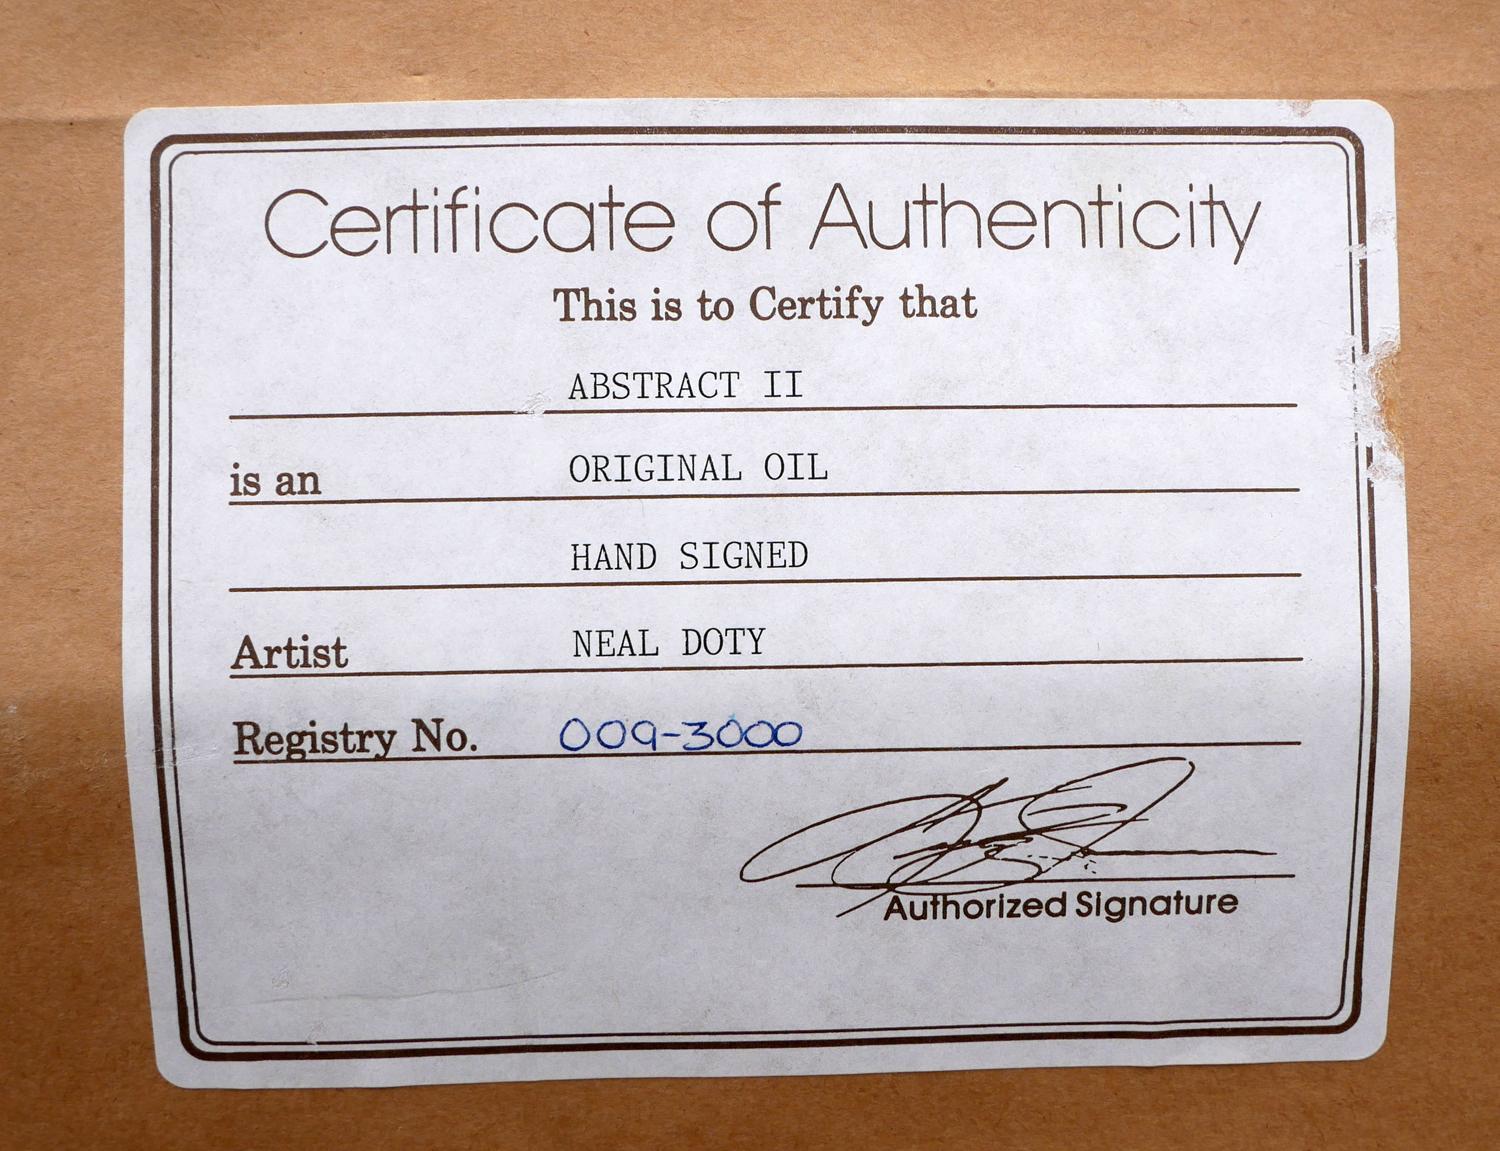 Certificate of Authenticity
This is to Certify that
ABSTRACT II
is an ORIGINAL OIL
HAND SIGNED
Artist NEAL DOTY
Registry No. 009-3000
Authorized Signature